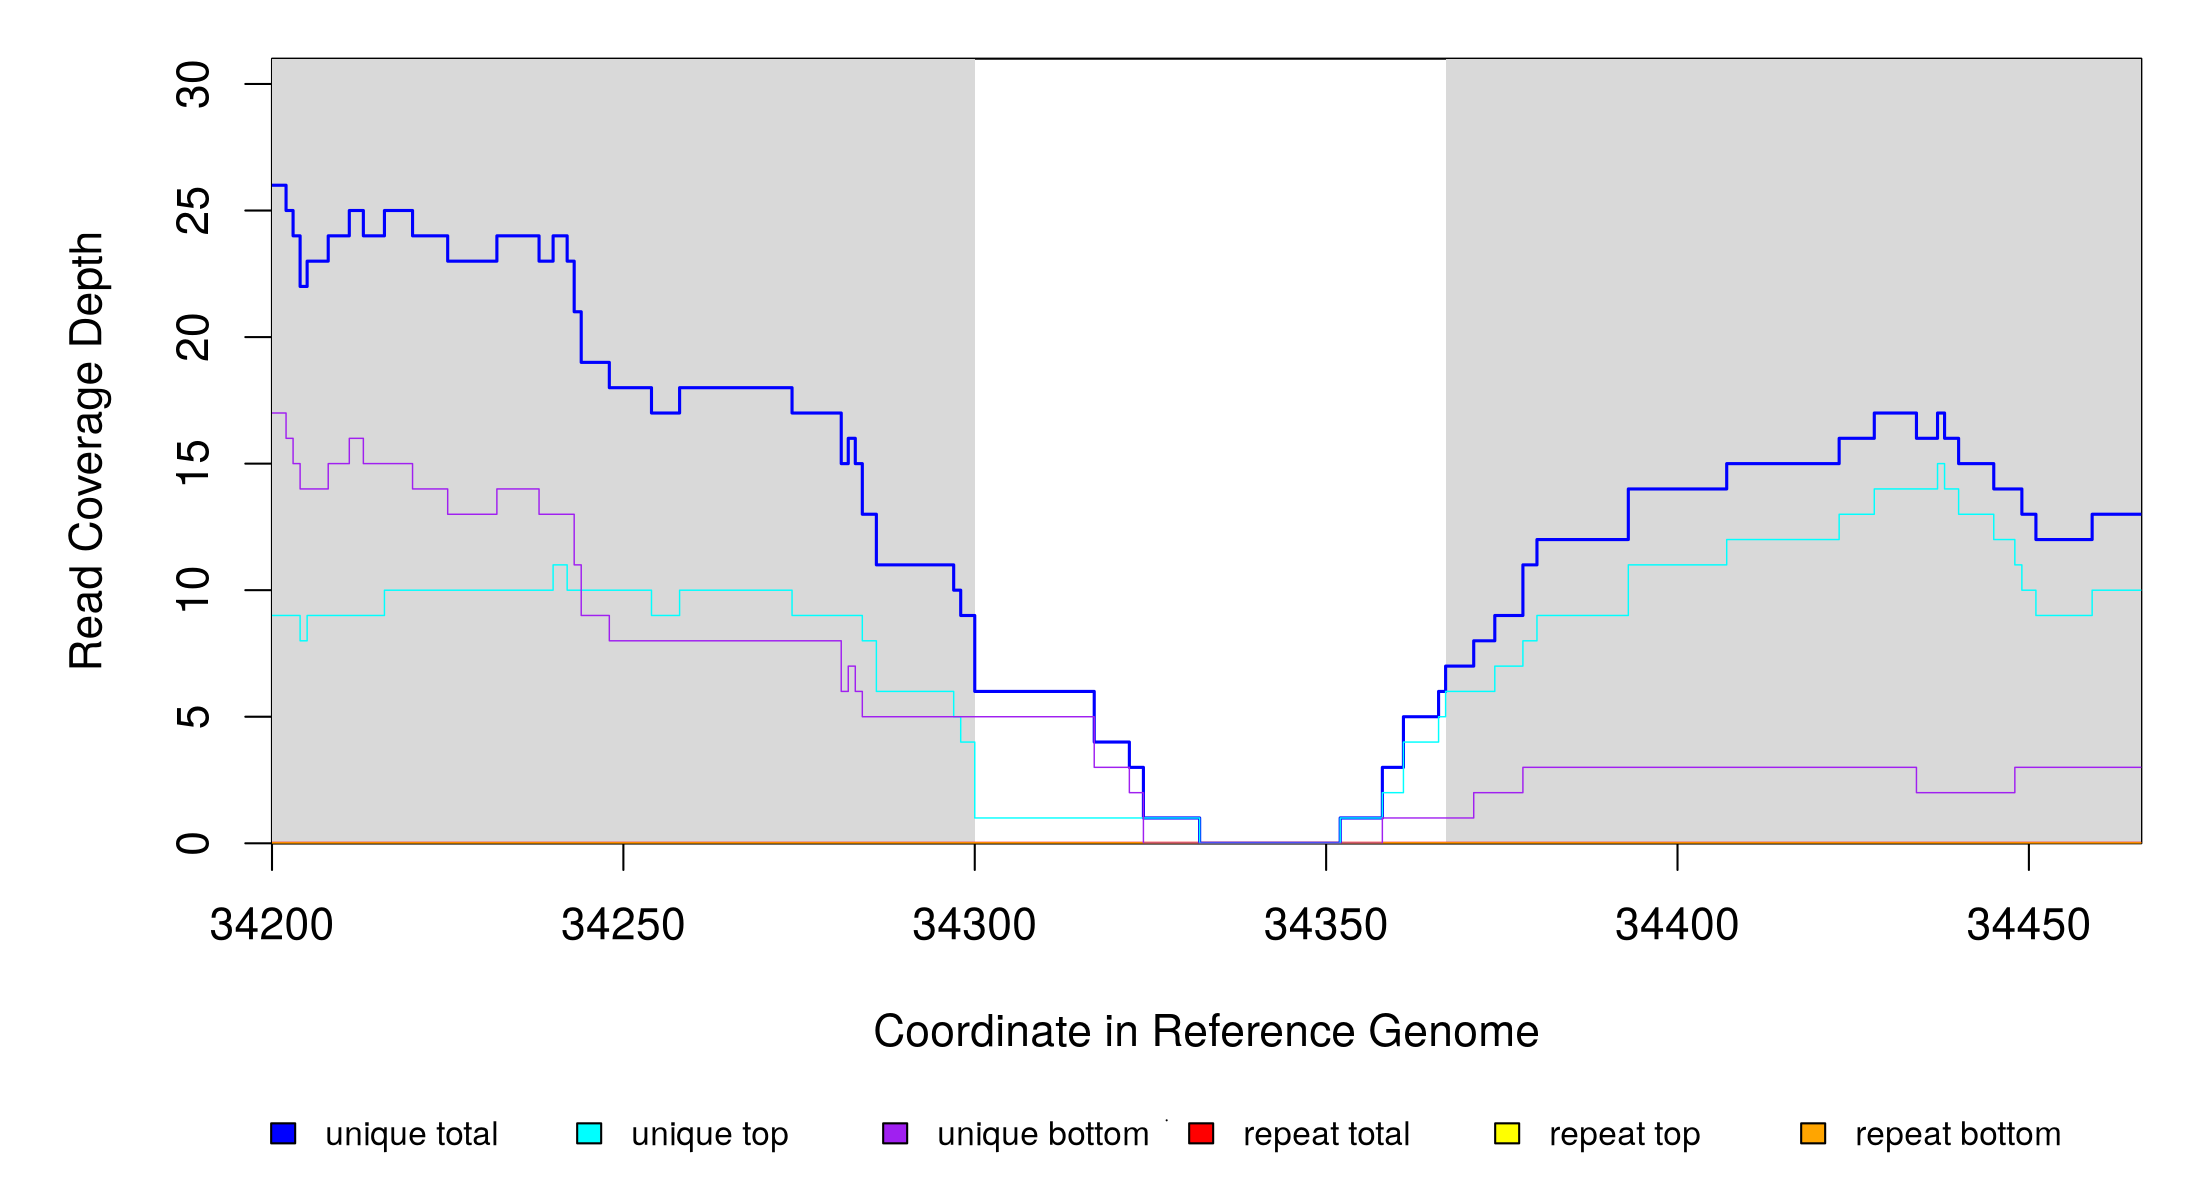 Read Coverage Depth
30
25
20
15
10
5
0
34200 34250 34300 34350 34400 34450
Coordinate in Reference Genome
unique total unique top unique bottom repeat total repeat top repeat bottom